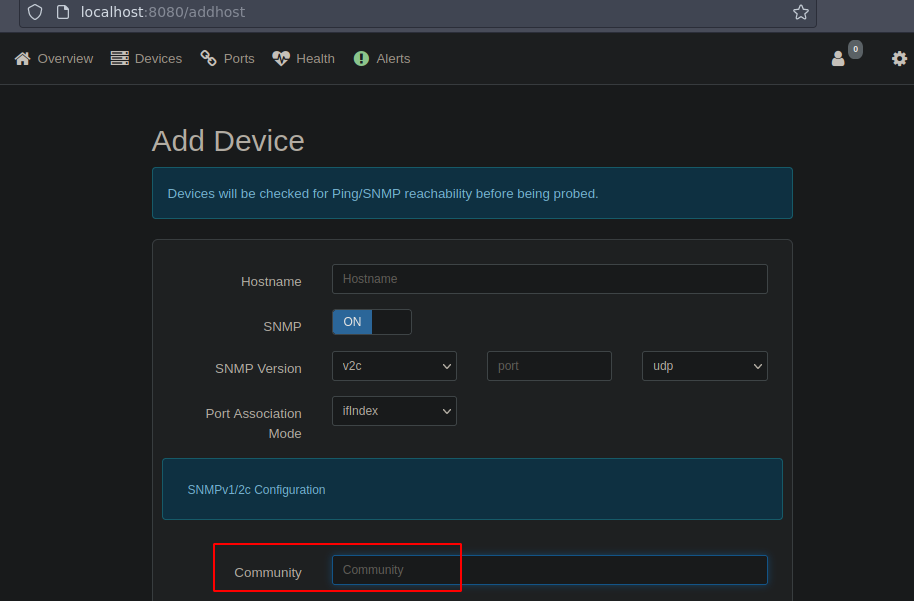 localhost:8080/addhost
Overview Devices Ports Health Alerts 0
Add Device
Devices will be checked for Ping/SNMP reachability before being probed.
Hostname Hostname
SNMP ON
SNMP Version v2c port udp
Port Association Mode ifIndex
SNMPv1/2c Configuration
Community Community